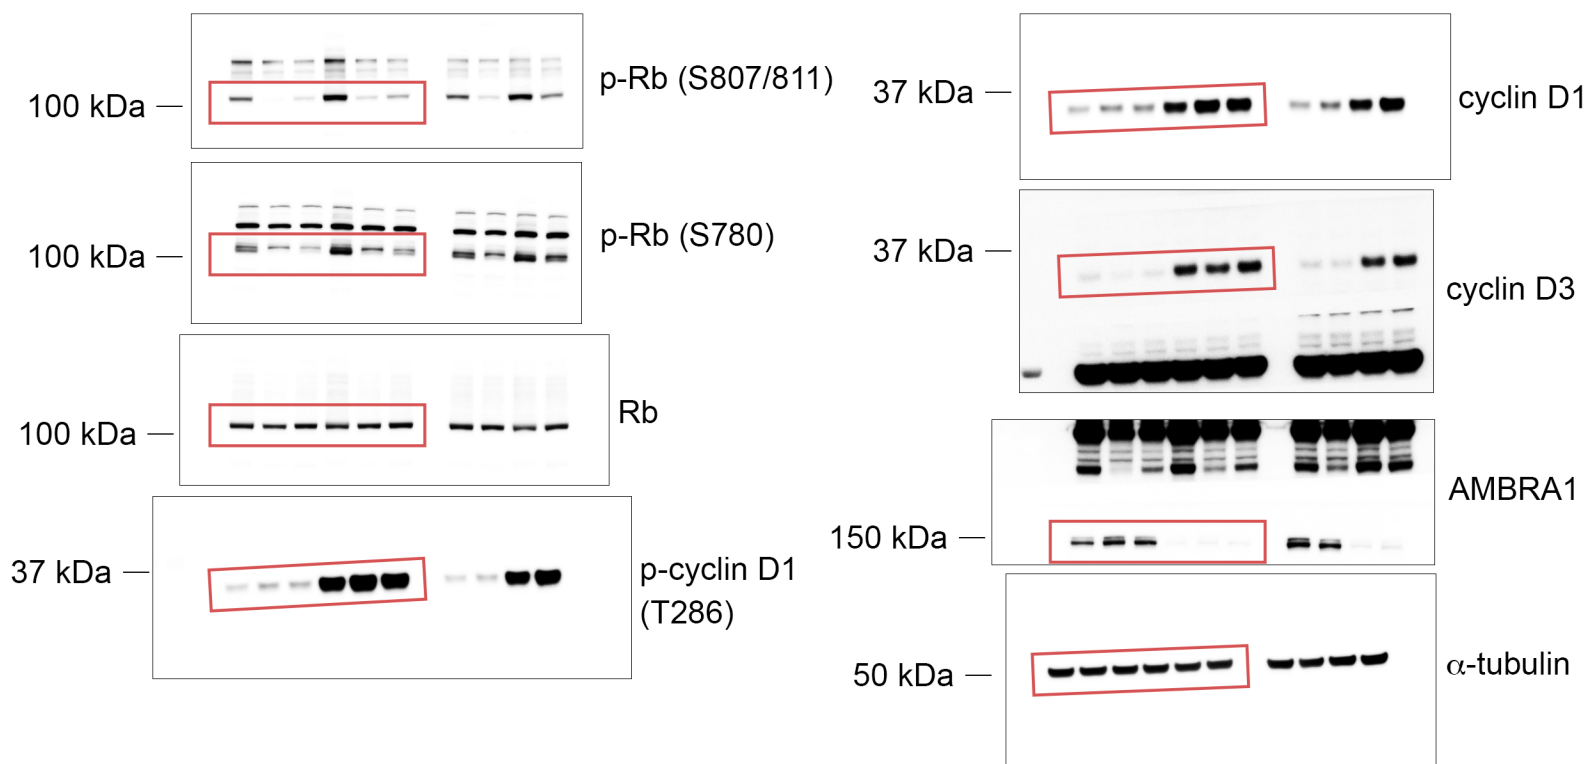 p-Rb (S807/811)
100 kDa
p-Rb (S780)
100 kDa
Rb
100 kDa
37 kDa
p-cyclin D1
(T286)
37 kDa
cyclin D1
37 kDa
cyclin D3
AMBRA1
150 kDa
50 kDa
α-tubulin